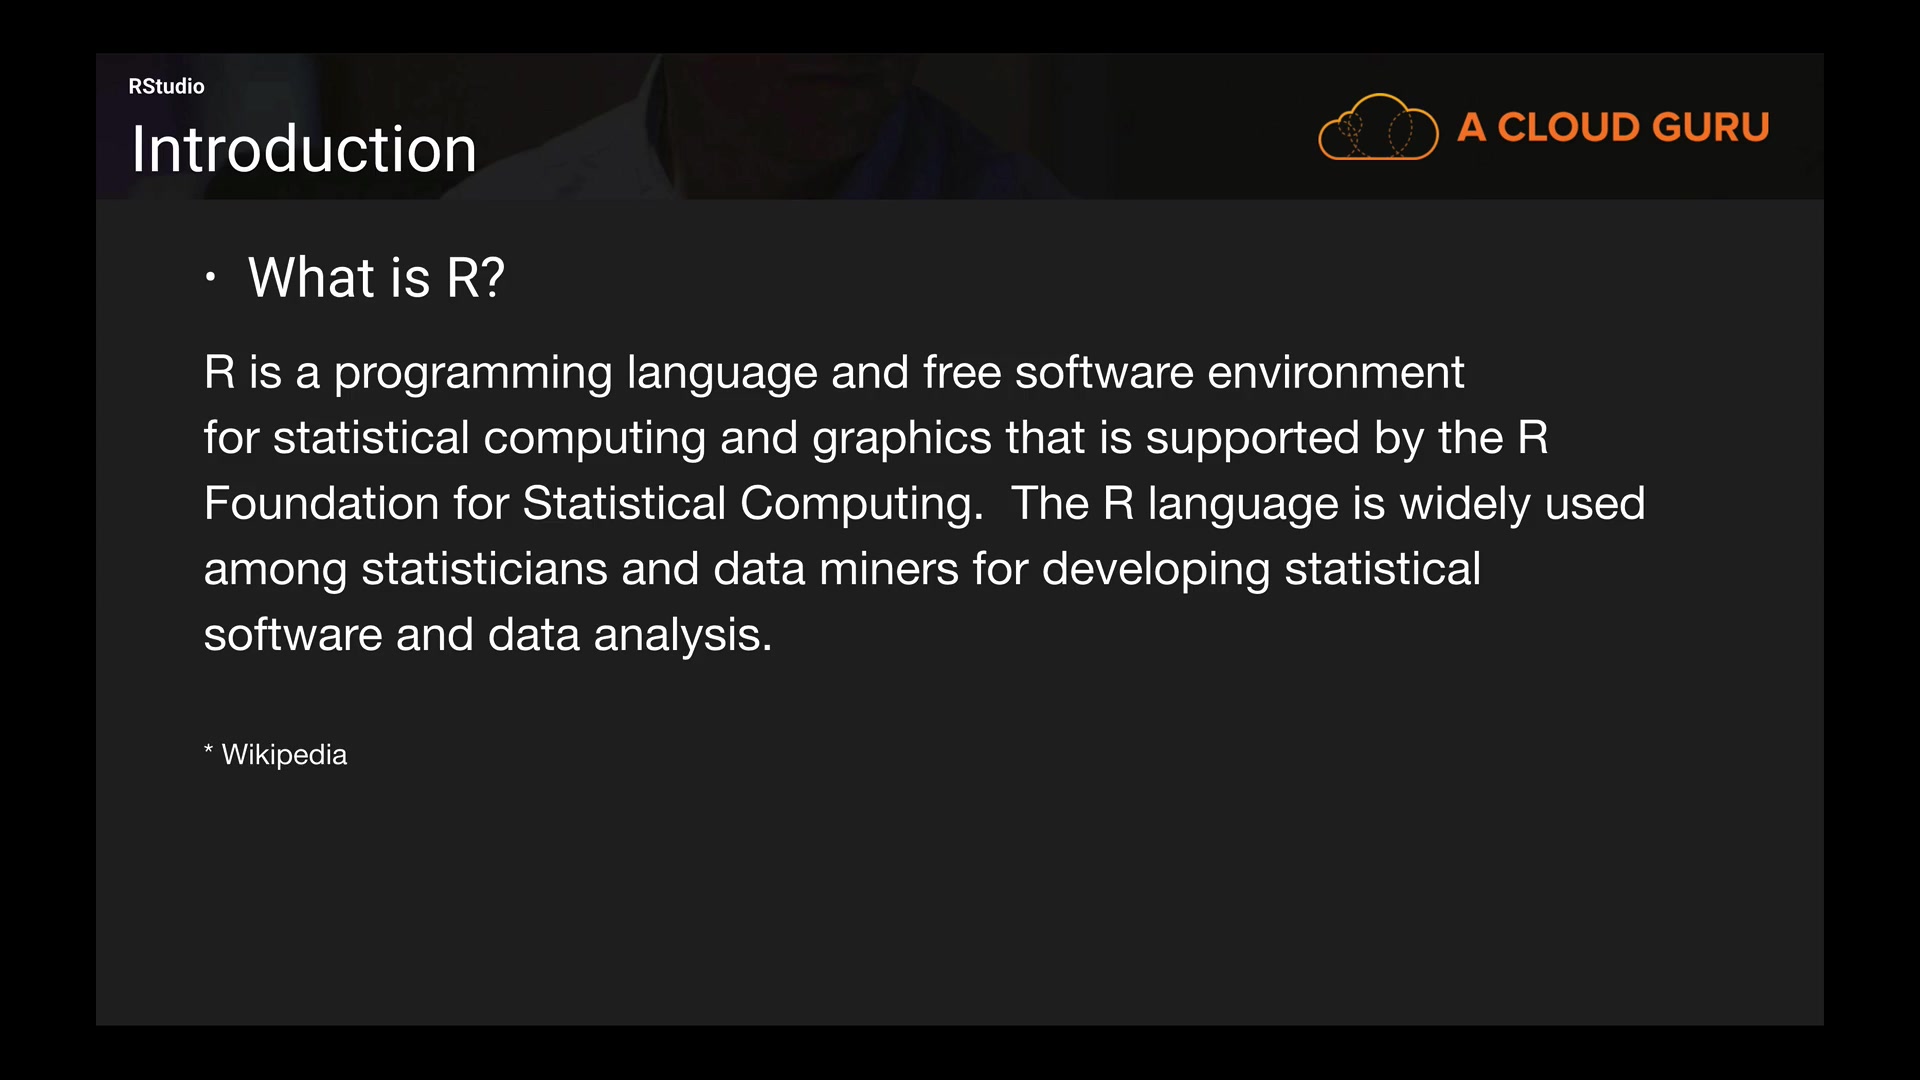 RStudio
Introduction
A CLOUD GURU
• What is R?
R is a programming language and free software environment
for statistical computing and graphics that is supported by the R
Foundation for Statistical Computing.  The R language is widely used
among statisticians and data miners for developing statistical
software and data analysis.
* Wikipedia